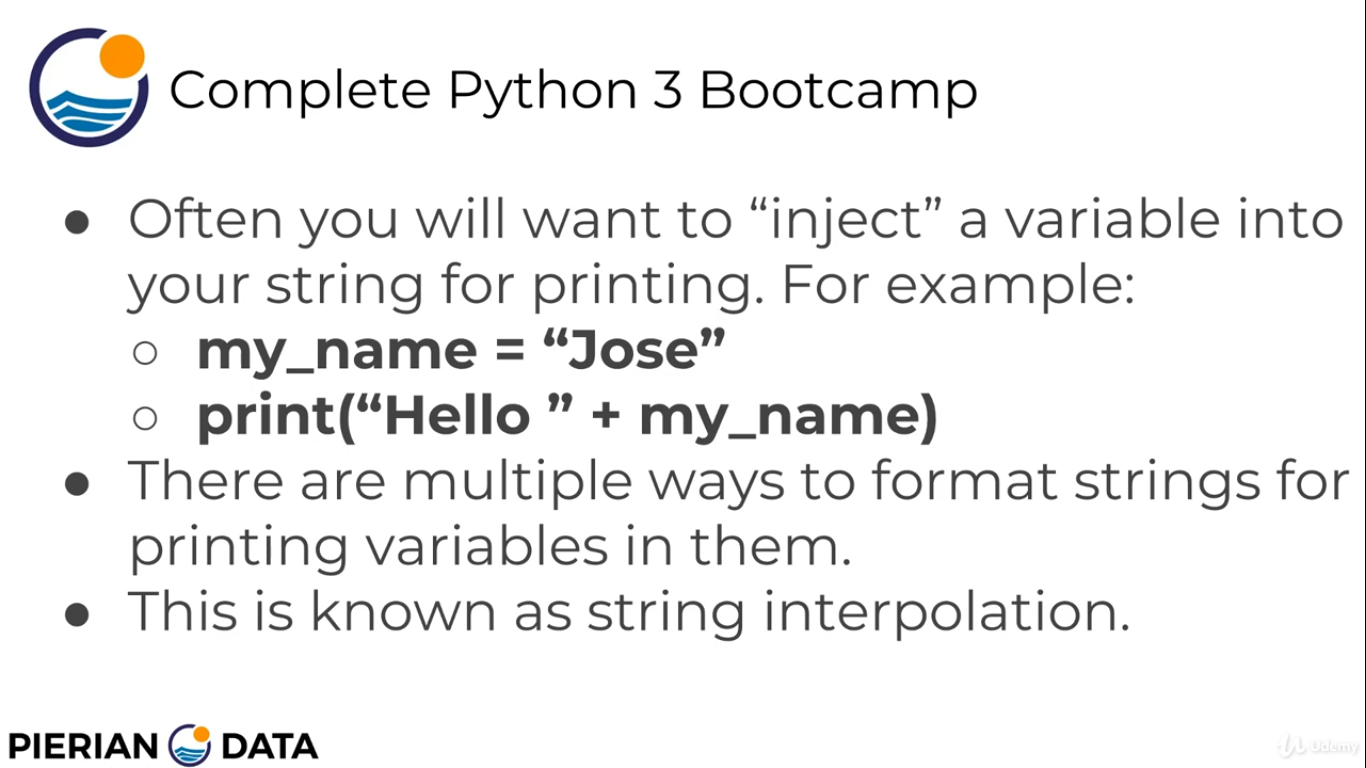 Complete Python 3 Bootcamp
● Often you will want to “inject” a variable into
your string for printing. For example:
○ my_name = “Jose”
○ print(“Hello ” + my_name)
● There are multiple ways to format strings for
printing variables in them.
● This is known as string interpolation.
PIERIAN DATA
Udemy